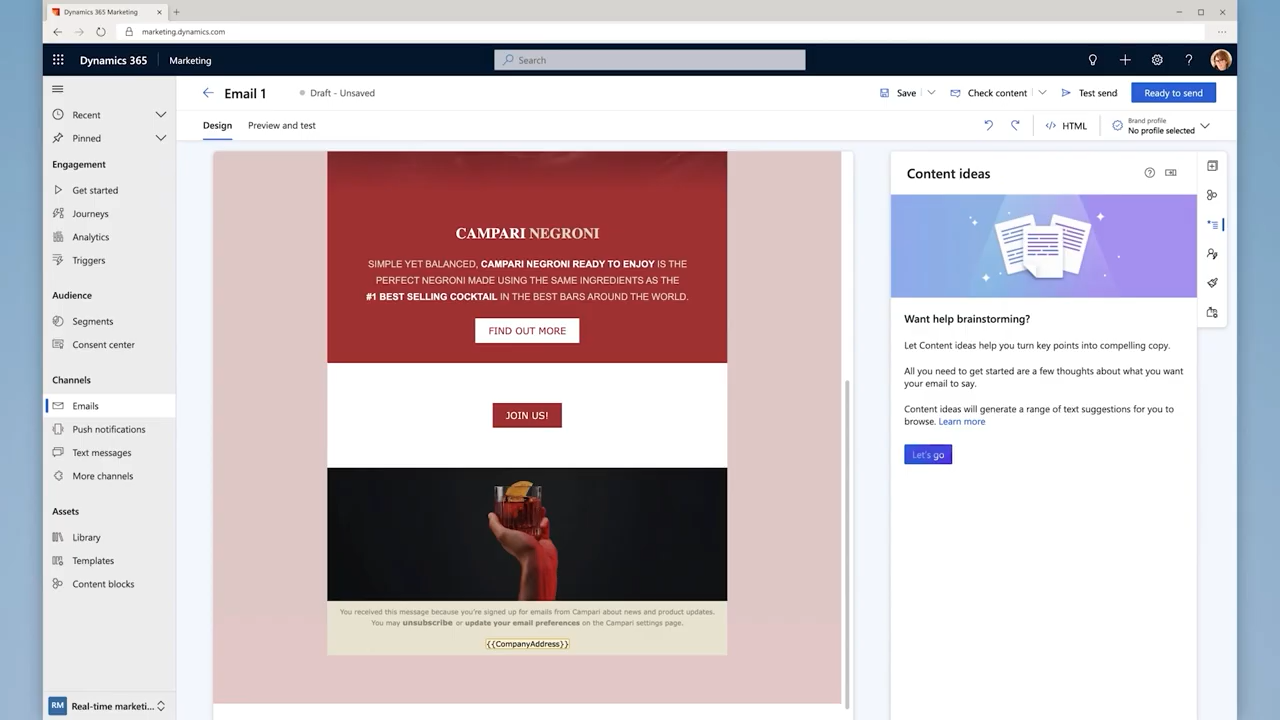 Dynamics 365 Marketing
marketing.dynamics.com
Dynamics 365
Marketing
Search
Email 1
Draft - Unsaved
Save
Check content
Test send
Ready to send
Design
Preview and test
HTML
Brand profile
No profile selected
Recent
Pinned
Engagement
Get started
Journeys
Analytics
Triggers
Audience
Segments
Consent center
Channels
Emails
Push notifications
Text messages
More channels
Assets
Library
Templates
Content blocks
RM
Real-time marketi...
CAMPARI NEGRONI
SIMPLE YET BALANCED, CAMPARI NEGRONI READY TO ENJOY IS THE
PERFECT NEGRONI MADE USING THE SAME INGREDIENTS AS THE
#1 BEST SELLING COCKTAIL IN THE BEST BARS AROUND THE WORLD.
FIND OUT MORE
JOIN US!
You received this message because you're signed up for emails from Campari about news and product updates.
You may unsubscribe or update your email preferences on the Campari settings page.
{{CompanyAddress}}
Content ideas
Want help brainstorming?
Let Content ideas help you turn key points into compelling copy.
All you need to get started are a few thoughts about what you want
your email to say.
Content ideas will generate a range of text suggestions for you to
browse. Learn more
Let's go